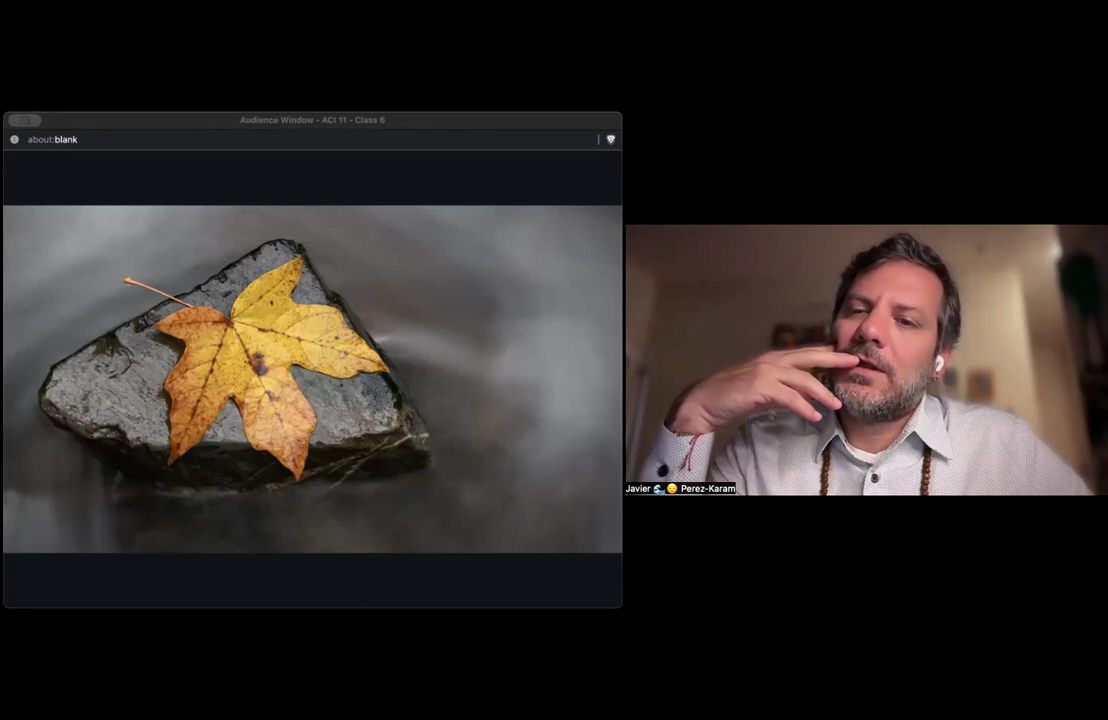 Audience Window - ACI 11 - Class 6
about:blank
Javier 🌊😌 Perez-Karam